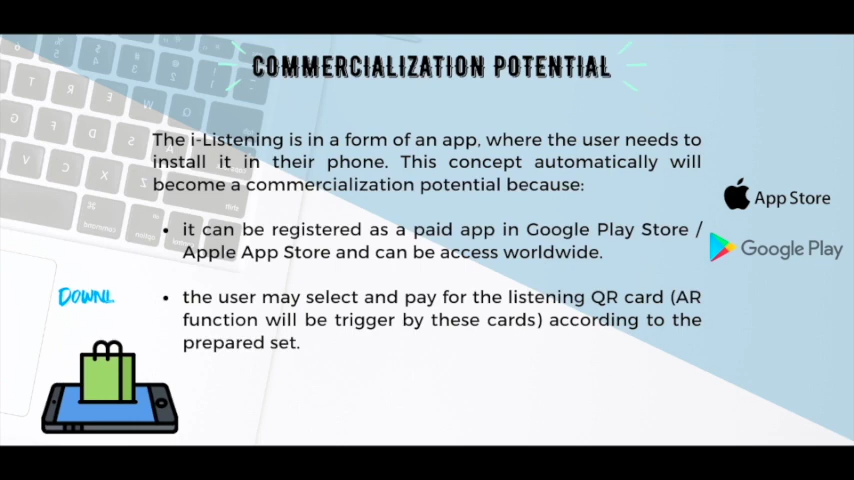 COMMERCIALIZATION POTENTIAL
The i-Listening is in a form of an app, where the user needs to
install it in their phone. This concept automatically will
become a commercialization potential because:
• it can be registered as a paid app in Google Play Store /
Apple App Store and can be access worldwide.
• the user may select and pay for the listening QR card (AR
function will be trigger by these cards) according to the
prepared set.
App Store
Google Play
DOWNL